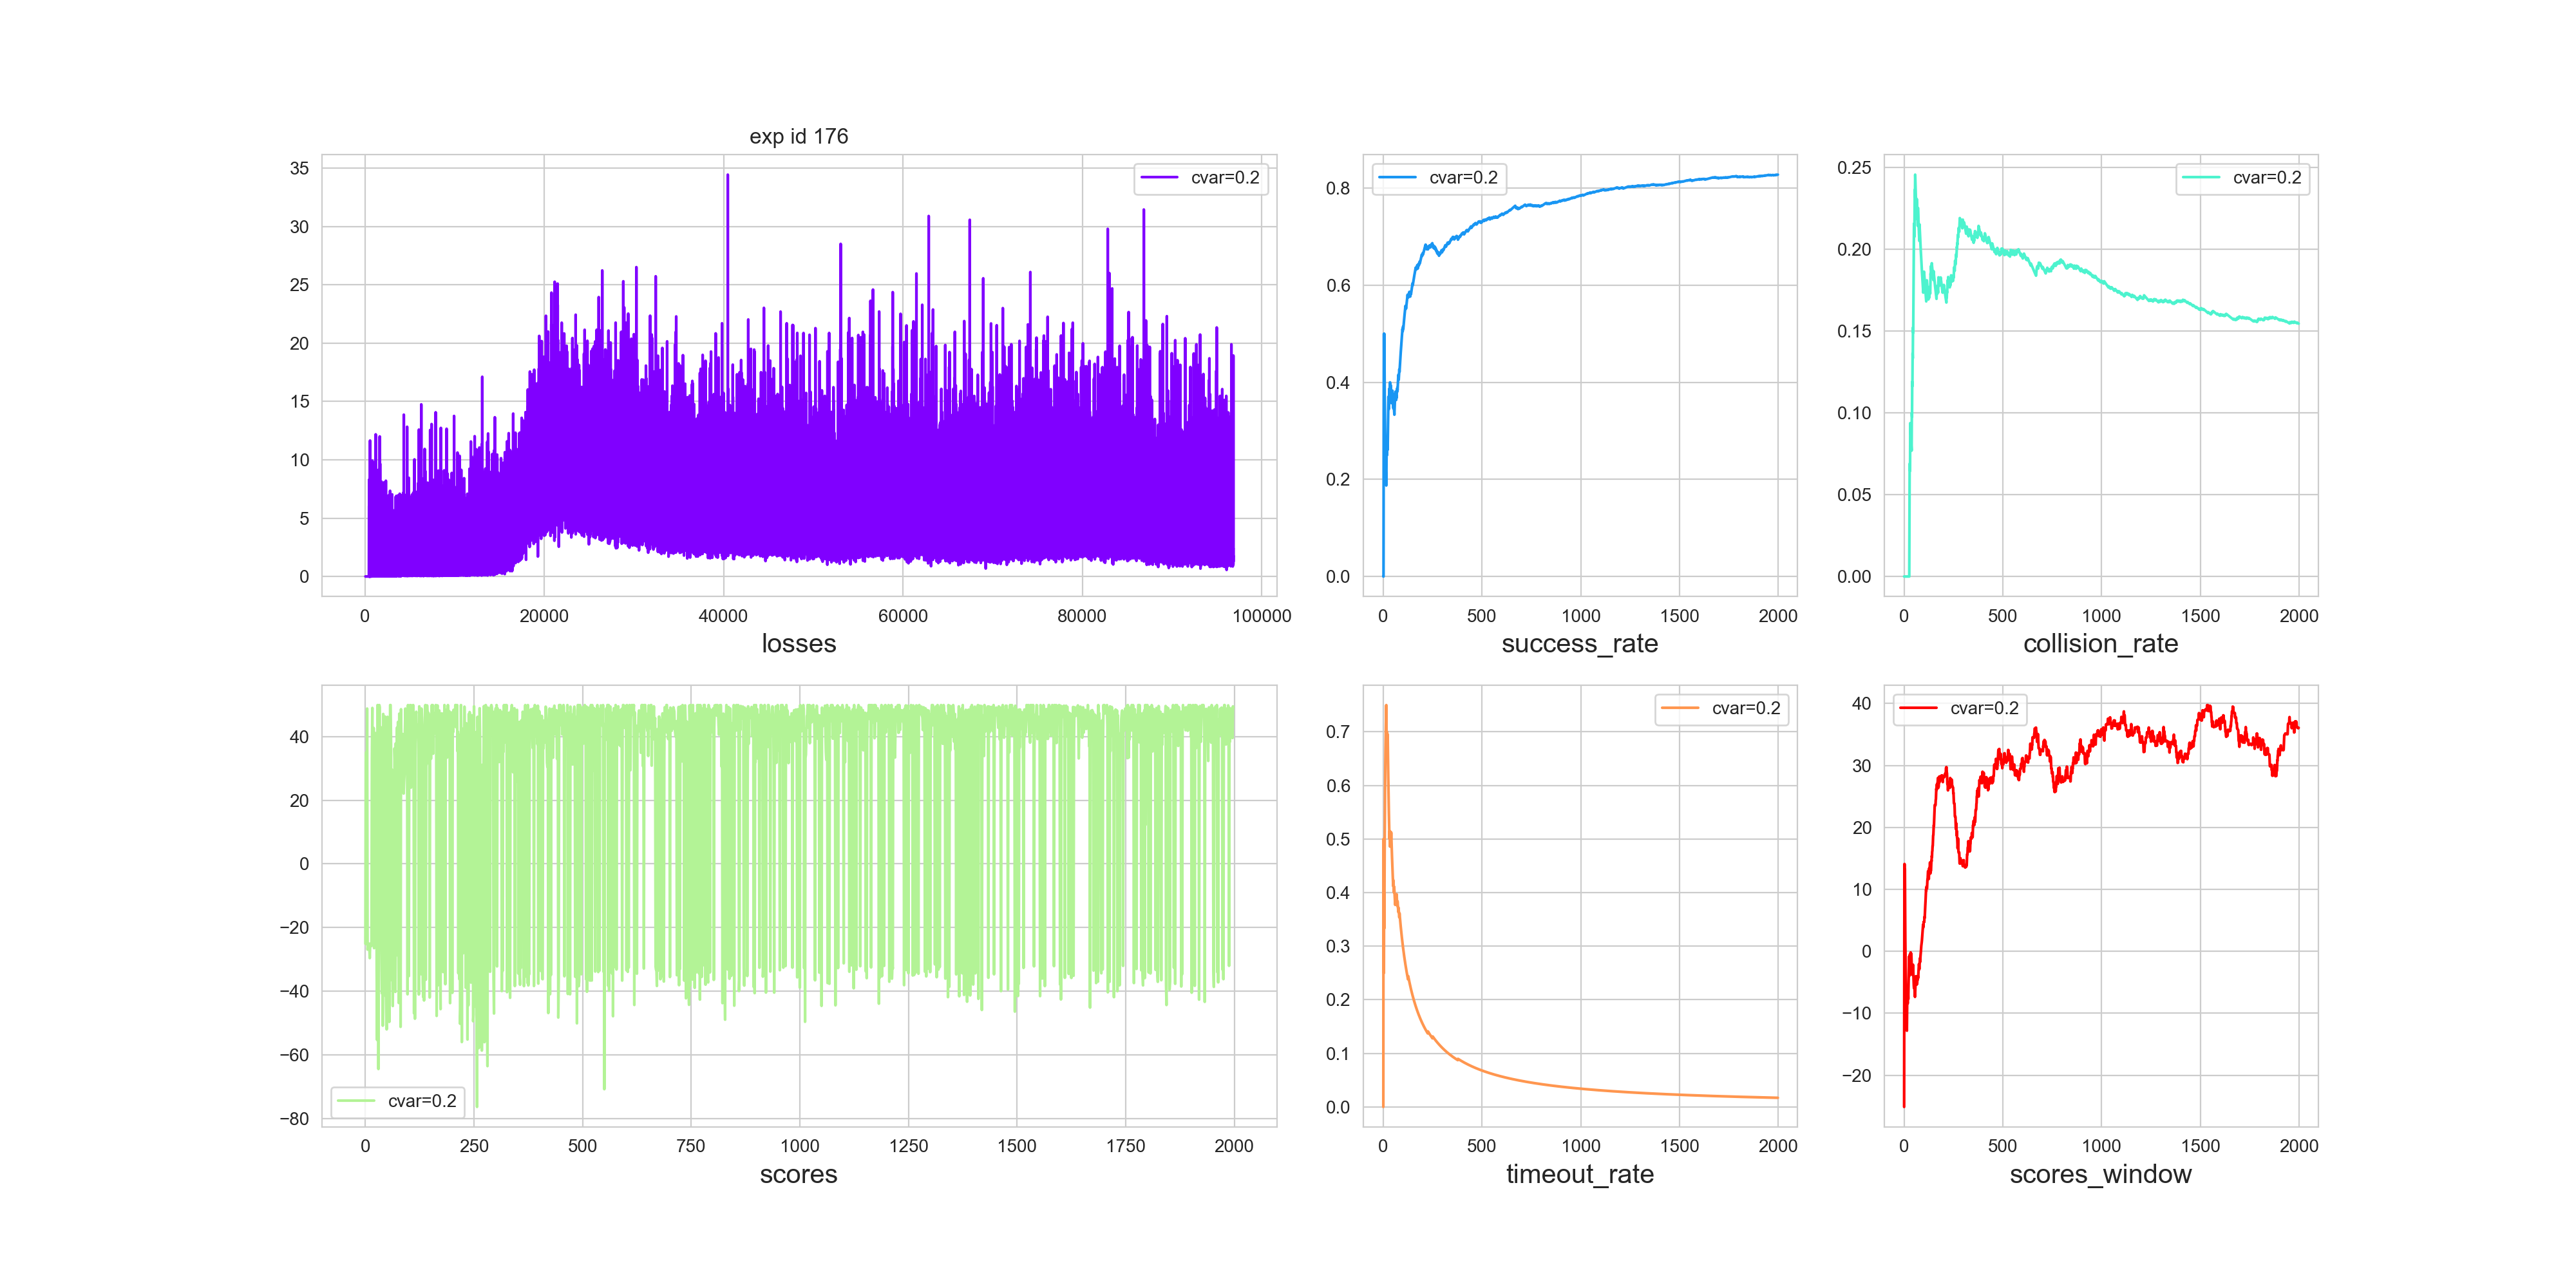 exp id 176
35
30
25
20
15
10
5
0
cvar=0.2
0 20000 40000 60000 80000 100000
losses
0.8
0.6
0.4
0.2
0.0
cvar=0.2
0 500 1000 1500 2000
success_rate
0.25
0.20
0.15
0.10
0.05
0.00
cvar=0.2
0 500 1000 1500 2000
collision_rate
40
20
0
−20
−40
−60
−80
cvar=0.2
0 250 500 750 1000 1250 1500 1750 2000
scores
0.7
0.6
0.5
0.4
0.3
0.2
0.1
0.0
cvar=0.2
0 500 1000 1500 2000
timeout_rate
40
30
20
10
0
−10
−20
cvar=0.2
0 500 1000 1500 2000
scores_window